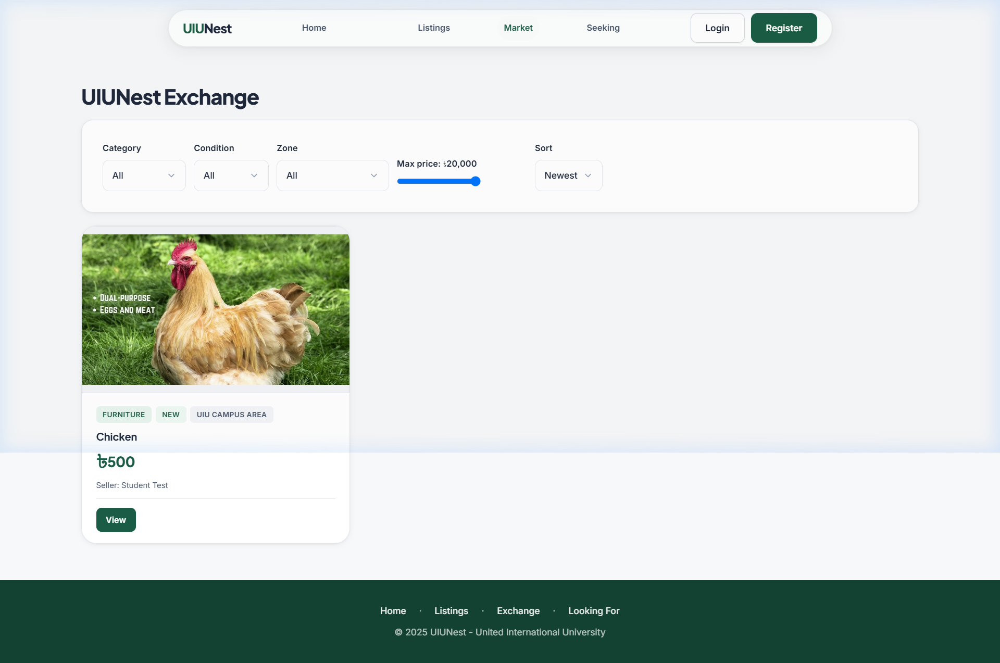 UIUNest Home Listings Market Seeking Login Register
UIUNest Exchange
Category Condition Zone Sort
Max price: ৳20,000
All All All Newest
• DUAL-PURPOSE
• EGGS AND MEAT
FURNITURE NEW UIU CAMPUS AREA
Chicken
৳500
Seller: Student Test
View
Home · Listings · Exchange · Looking For
© 2025 UIUNest - United International University